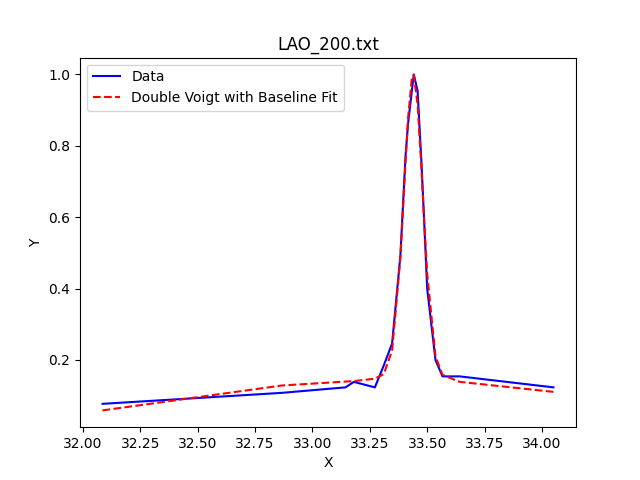 LAO_200.txt
Data
Double Voigt with Baseline Fit
1.0
0.8
0.6
0.4
0.2
Y
32.00 32.25 32.50 32.75 33.00 33.25 33.50 33.75 34.00
X